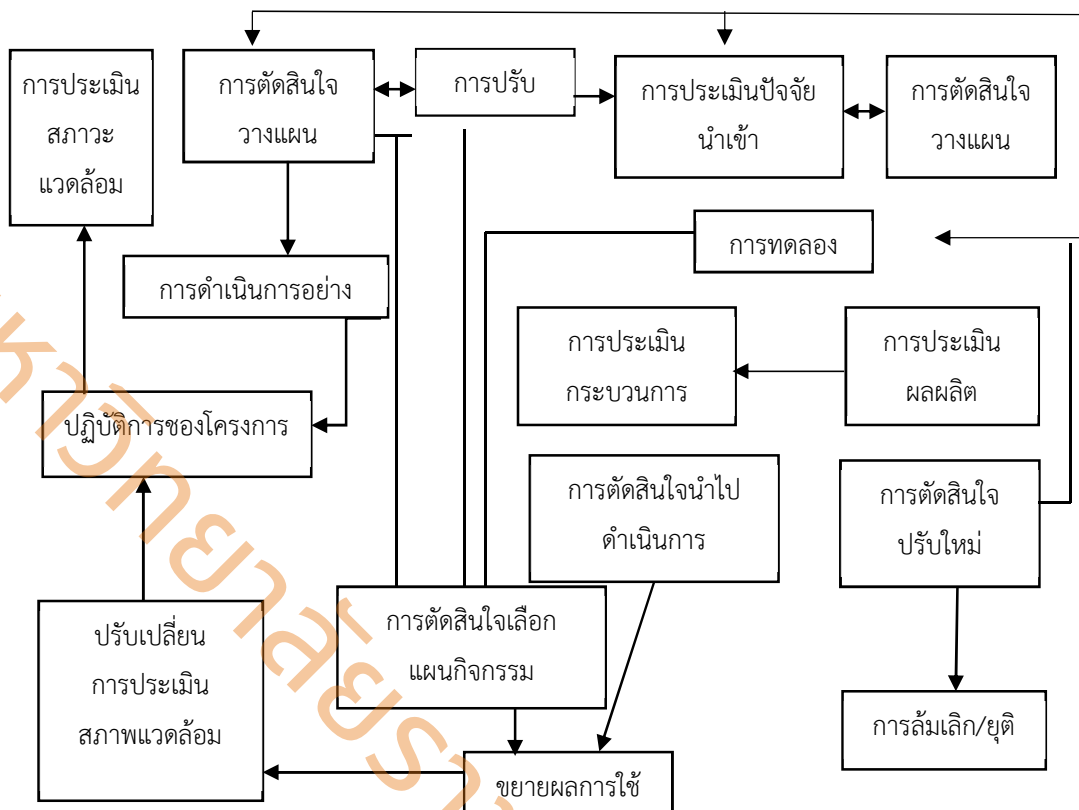 การประเมิน
สภาวะ
แวดล้อม
การตัดสินใจ
วางแผน
การปรับ
การประเมินปัจจัย
นำเข้า
การตัดสินใจ
วางแผน
การทดลอง
การดำเนินการอย่าง
การประเมิน
กระบวนการ
การประเมิน
ผลผลิต
ปฏิบัติการชองโครงการ
การตัดสินใจนำไป
ดำเนินการ
การตัดสินใจ
ปรับใหม่
ปรับเปลี่ยน
การประเมิน
สภาพแวดล้อม
การตัดสินใจเลือก
แผนกิจกรรม
การล้มเลิก/ยุติ
ขยายผลการใช้
หาวิทยาลัยรา